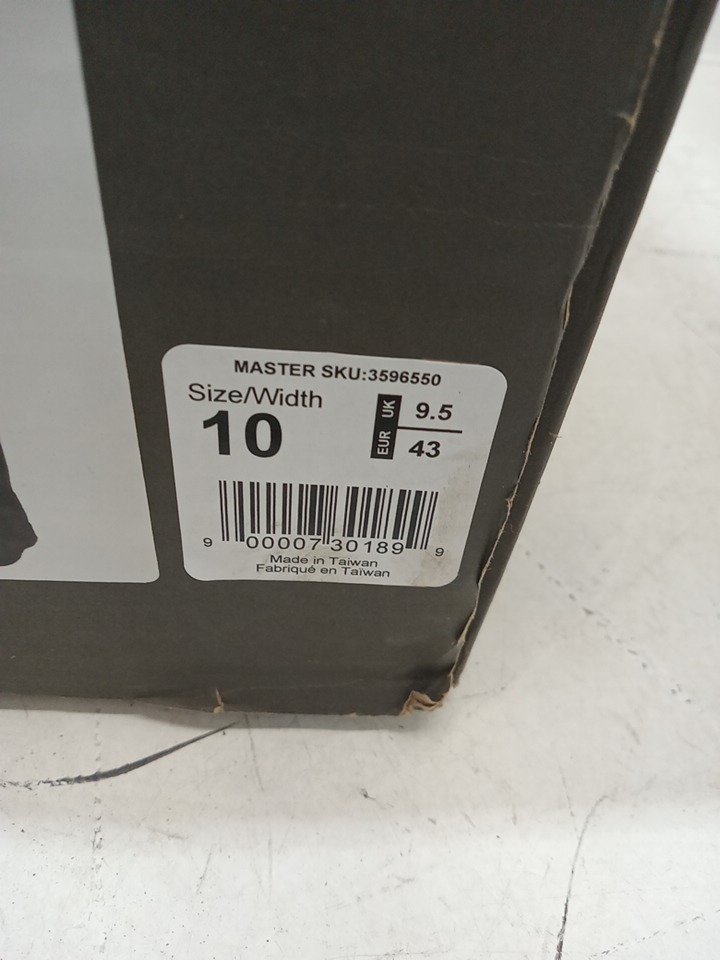 MASTER SKU:3596550
Size/Width
10
UK 9.5
EUR 43
9 00007 30189 9
Made in Taiwan
Fabriqué en Taïwan